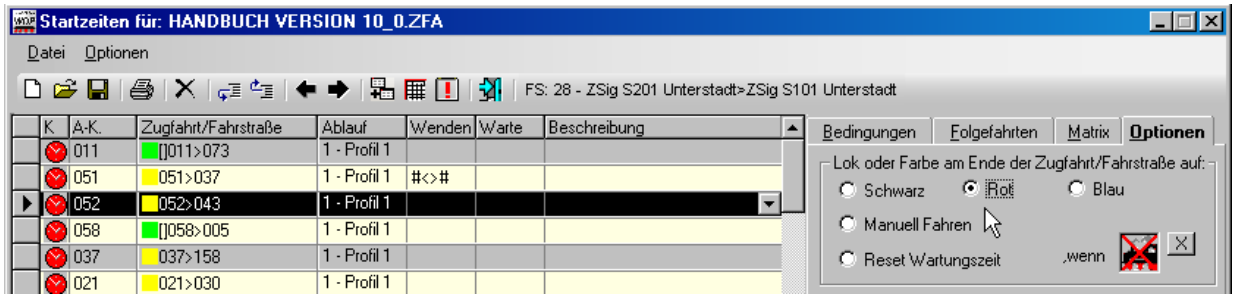 Startzeiten für: HANDBUCH VERSION 10_0.ZFA
Datei Optionen
FS: 28 - ZSig S201 Unterstadt>ZSig S101 Unterstadt
K A-K. Zugfahrt/Fahrstraße Ablauf Wenden Warte Beschreibung
011 []011>073 1 - Profil 1
051 051>037 1 - Profil 1 #<>#
052 052>043 1 - Profil 1
058 []058>005 1 - Profil 1
037 037>158 1 - Profil 1
021 021>030 1 - Profil 1
Bedingungen Folgefahrten Matrix Optionen
Lok oder Farbe am Ende der Zugfahrt/Fahrstraße auf:
Schwarz Rot Blau
Manuell Fahren
Reset Wartungszeit ,wenn X